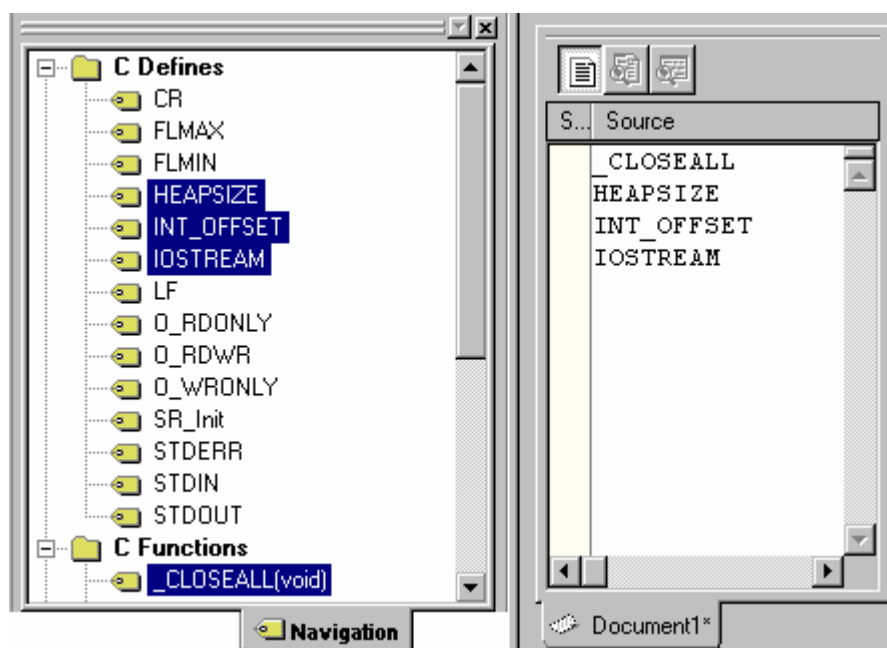 C Defines
CR
FLMAX
FLMIN
HEAPSIZE
INT_OFFSET
IOSTREAM
LF
O_RDONLY
O_RDWR
O_WRONLY
SR_Init
STDERR
STDIN
STDOUT
C Functions
_CLOSEALL(void)
Navigation
S... Source
_CLOSEALL
HEAPSIZE
INT_OFFSET
IOSTREAM
Document1*